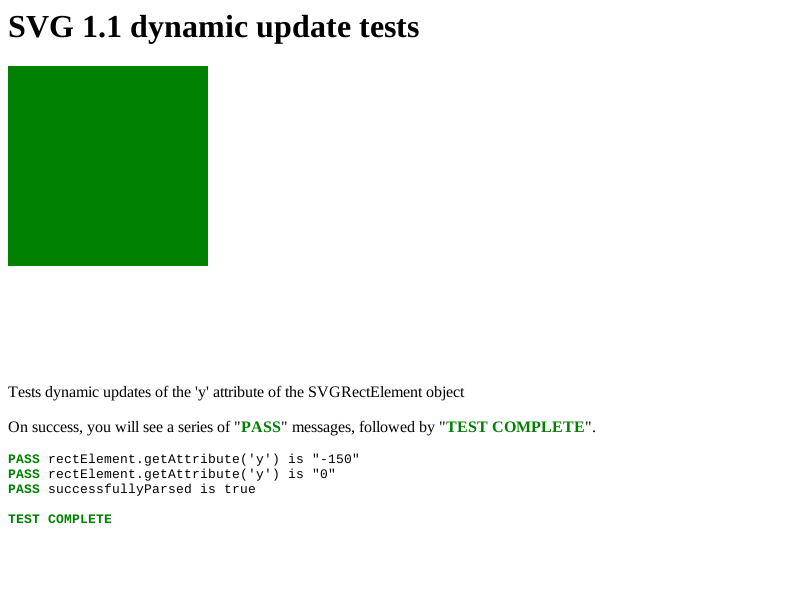 SVG 1.1 dynamic update tests
Tests dynamic updates of the 'y' attribute of the SVGRectElement object
On success, you will see a series of "PASS" messages, followed by "TEST COMPLETE".
PASS rectElement.getAttribute('y') is "-150"
PASS rectElement.getAttribute('y') is "0"
PASS successfullyParsed is true
TEST COMPLETE